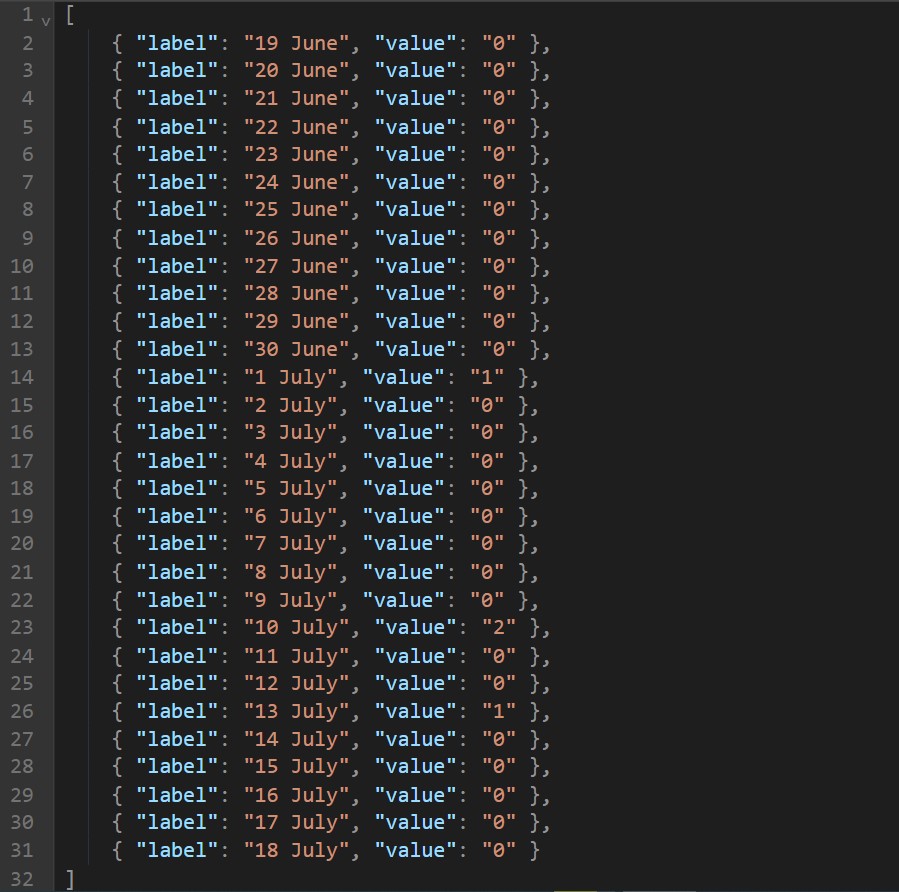 1 [
2 { "label": "19 June", "value": "0" },
3 { "label": "20 June", "value": "0" },
4 { "label": "21 June", "value": "0" },
5 { "label": "22 June", "value": "0" },
6 { "label": "23 June", "value": "0" },
7 { "label": "24 June", "value": "0" },
8 { "label": "25 June", "value": "0" },
9 { "label": "26 June", "value": "0" },
10 { "label": "27 June", "value": "0" },
11 { "label": "28 June", "value": "0" },
12 { "label": "29 June", "value": "0" },
13 { "label": "30 June", "value": "0" },
14 { "label": "1 July", "value": "1" },
15 { "label": "2 July", "value": "0" },
16 { "label": "3 July", "value": "0" },
17 { "label": "4 July", "value": "0" },
18 { "label": "5 July", "value": "0" },
19 { "label": "6 July", "value": "0" },
20 { "label": "7 July", "value": "0" },
21 { "label": "8 July", "value": "0" },
22 { "label": "9 July", "value": "0" },
23 { "label": "10 July", "value": "2" },
24 { "label": "11 July", "value": "0" },
25 { "label": "12 July", "value": "0" },
26 { "label": "13 July", "value": "1" },
27 { "label": "14 July", "value": "0" },
28 { "label": "15 July", "value": "0" },
29 { "label": "16 July", "value": "0" },
30 { "label": "17 July", "value": "0" },
31 { "label": "18 July", "value": "0" }
32 ]